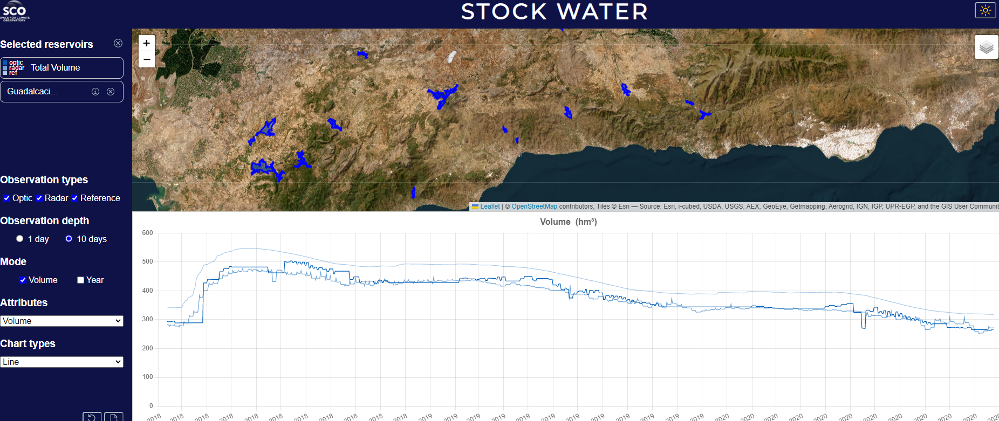 SCO
SPACE FOR CLIMATE
OBSERVATORY
STOCK WATER
Selected reservoirs
optic
radar
ref
Total Volume
Guadalcaci...
Observation types
Optic Radar Reference
Observation depth
1 day 10 days
Mode
Volume Year
Attributes
Volume
Chart types
Line
+
−
Leaflet | © OpenStreetMap contributors, Tiles © Esri — Source: Esri, i-cubed, USDA, USGS, AEX, GeoEye, Getmapping, Aerogrid, IGN, IGP, UPR-EGP, and the GIS User Communit
Volume (hm³)
600
500
400
300
200
100
0
2018 2018 2018 2018 2018 2018 2018 2018 2018 2018 2018 2019 2019 2019 2019 2019 2019 2019 2019 2019 2019 2019 2019 2020 2020 2020 2020 2020 2020 2020 2020 2020 2020